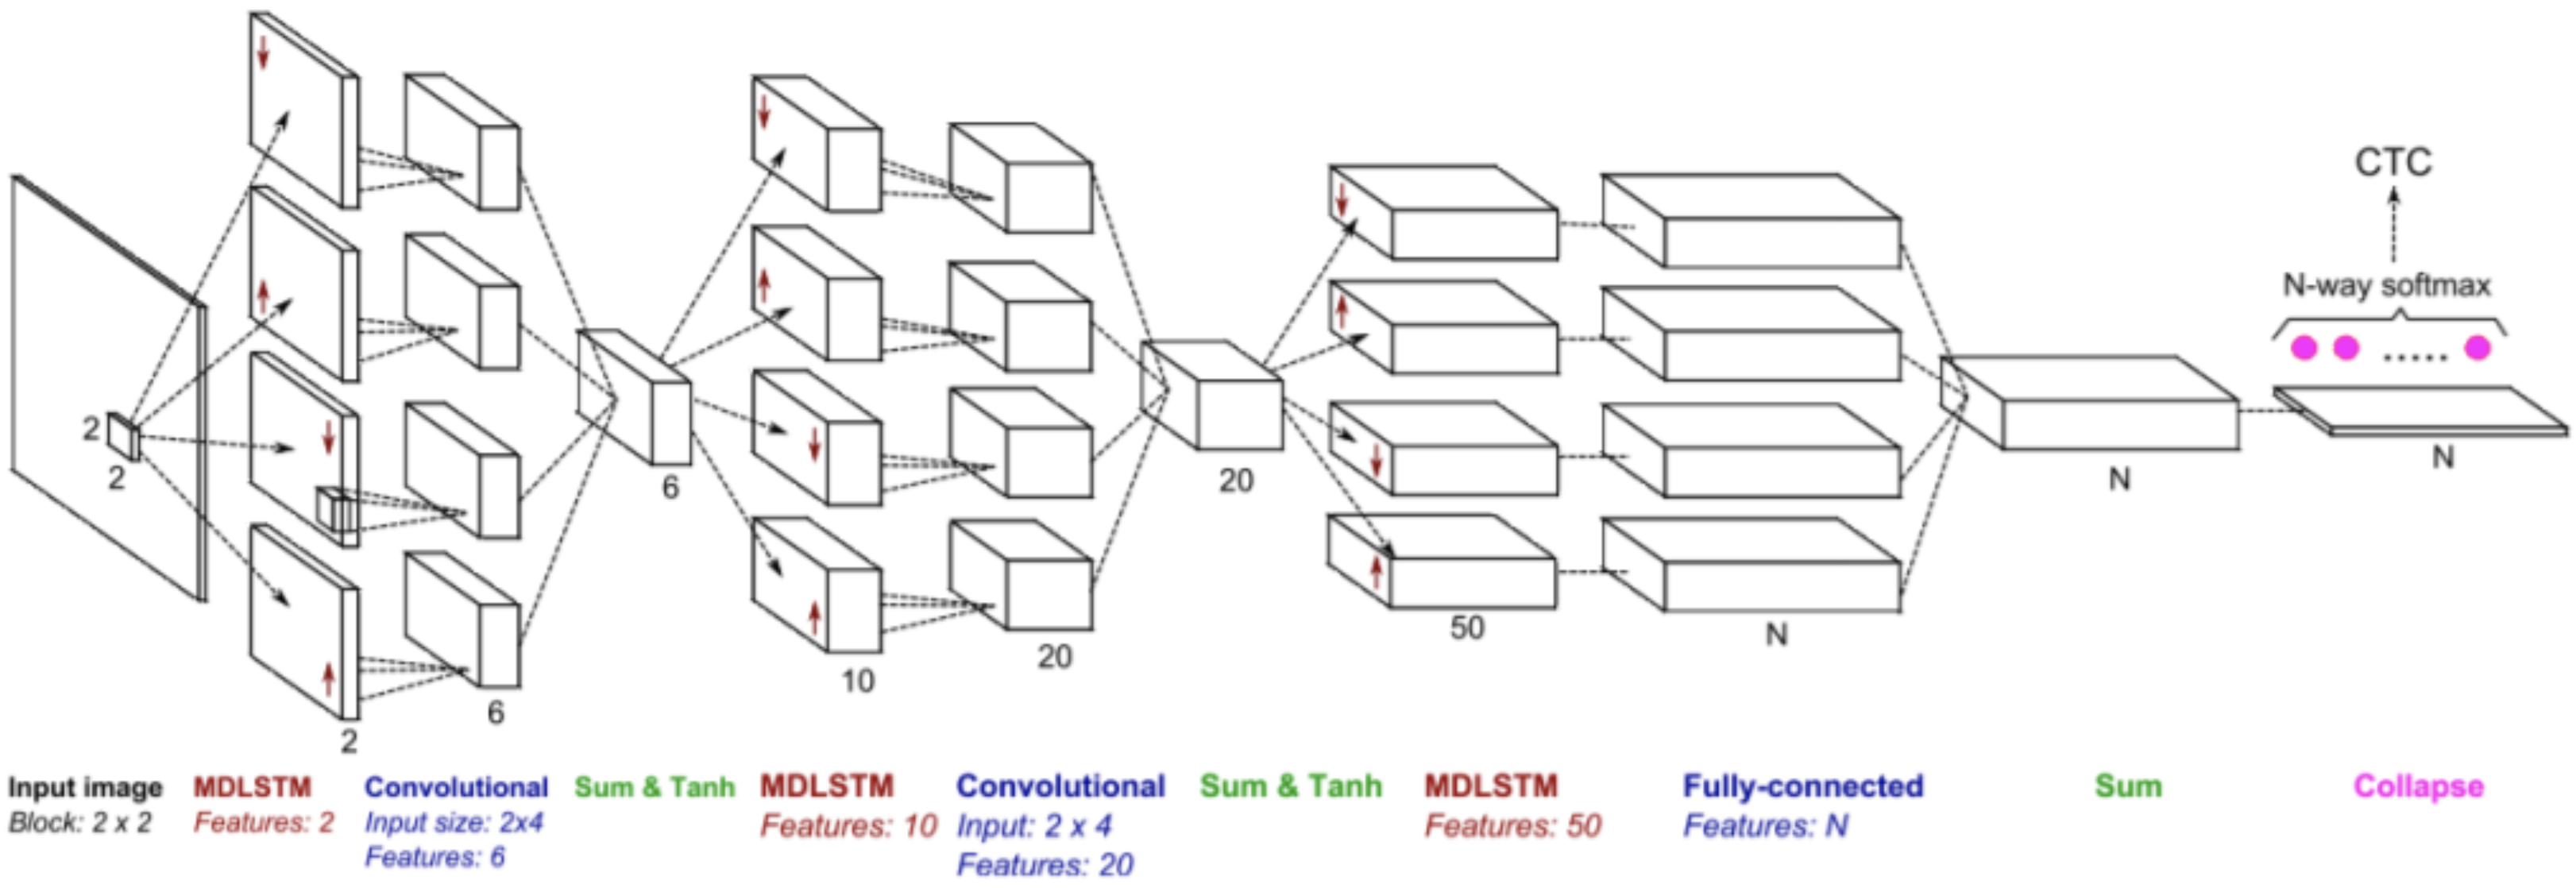 2
2
2
6
6
10
20
20
50
N
N
N
CTC
N-way softmax
.....
Input image
Block: 2 x 2
MDLSTM
Features: 2
Convolutional
Input size: 2x4
Features: 6
Sum & Tanh
MDLSTM
Features: 10
Convolutional
Input: 2 x 4
Features: 20
Sum & Tanh
MDLSTM
Features: 50
Fully-connected
Features: N
Sum
Collapse